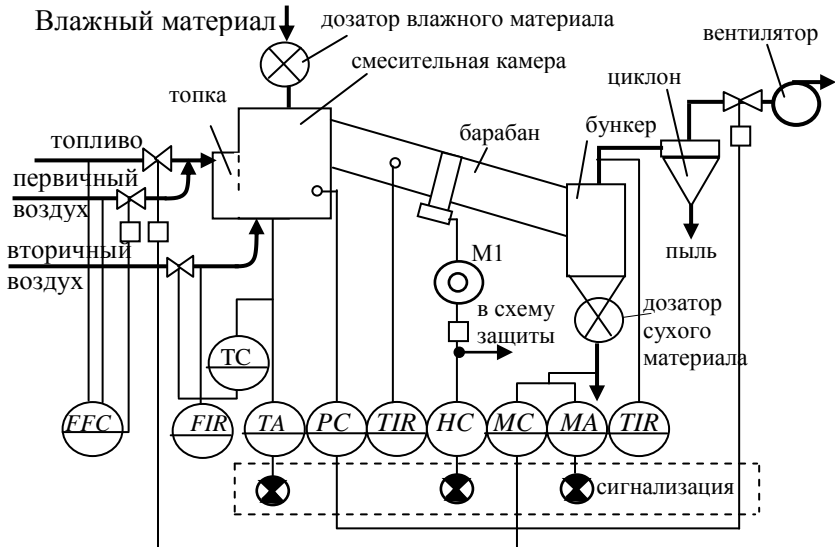 Влажный материал
дозатор влажного материала
вентилятор
смесительная камера
циклон
топка
бункер
барабан
топливо
первичный
воздух
вторичный
воздух
пыль
М1
в схему
защиты
дозатор
сухого
материала
TC
FFC
FIR
TA
PC
TIR
HC
MC
MA
TIR
сигнализация